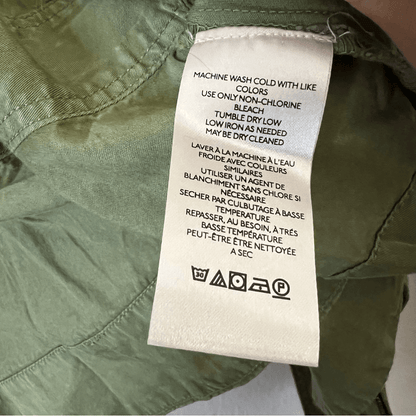 MACHINE WASH COLD WITH LIKE
COLORS
USE ONLY NON-CHLORINE
BLEACH
TUMBLE DRY LOW
LOW IRON AS NEEDED
MAY BE DRY CLEANED
LAVER À LA MACHINE À L'EAU
FROIDE AVEC COULEURS
SIMILAIRES
UTILISER UN AGENT DE
BLANCHIMENT SANS CHLORE SI
NÉCESSAIRE
SECHER PAR CULBUTAGE À BASSE
TEMPERATURE
REPASSER, AU BESOIN, À TRÉS
BASSE TEMPÉRATURE
PEUT-ÊTRE ÊTRE NETTOYÉE
A SEC
30 P